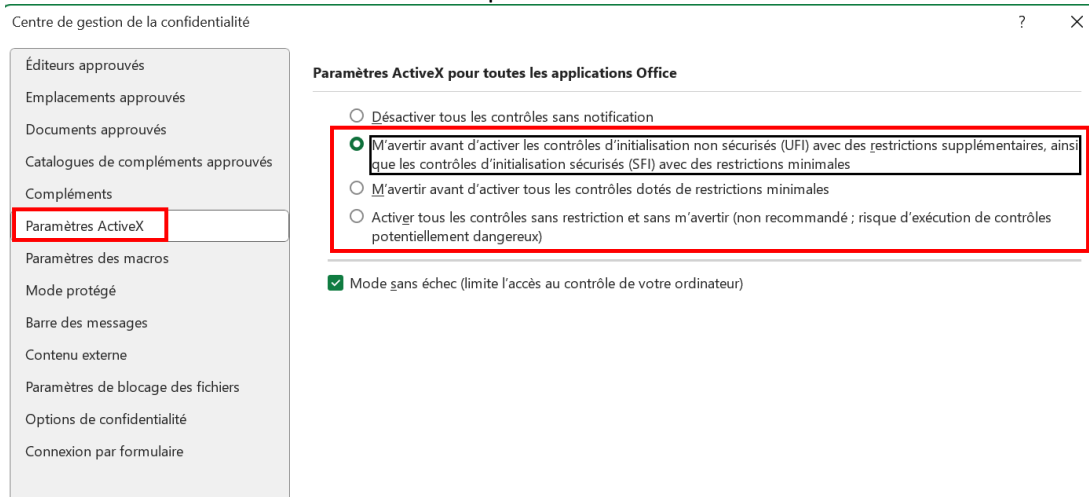 Centre de gestion de la confidentialité
?
Éditeurs approuvés
Emplacements approuvés
Documents approuvés
Catalogues de compléments approuvés
Compléments
Paramètres ActiveX
Paramètres des macros
Mode protégé
Barre des messages
Contenu externe
Paramètres de blocage des fichiers
Options de confidentialité
Connexion par formulaire
Paramètres ActiveX pour toutes les applications Office
Désactiver tous les contrôles sans notification
M’avertir avant d’activer les contrôles d’initialisation non sécurisés (UFI) avec des restrictions supplémentaires, ainsi
que les contrôles d’initialisation sécurisés (SFI) avec des restrictions minimales
M’avertir avant d’activer tous les contrôles dotés de restrictions minimales
Activer tous les contrôles sans restriction et sans m’avertir (non recommandé ; risque d’exécution de contrôles
potentiellement dangereux)
Mode sans échec (limite l’accès au contrôle de votre ordinateur)